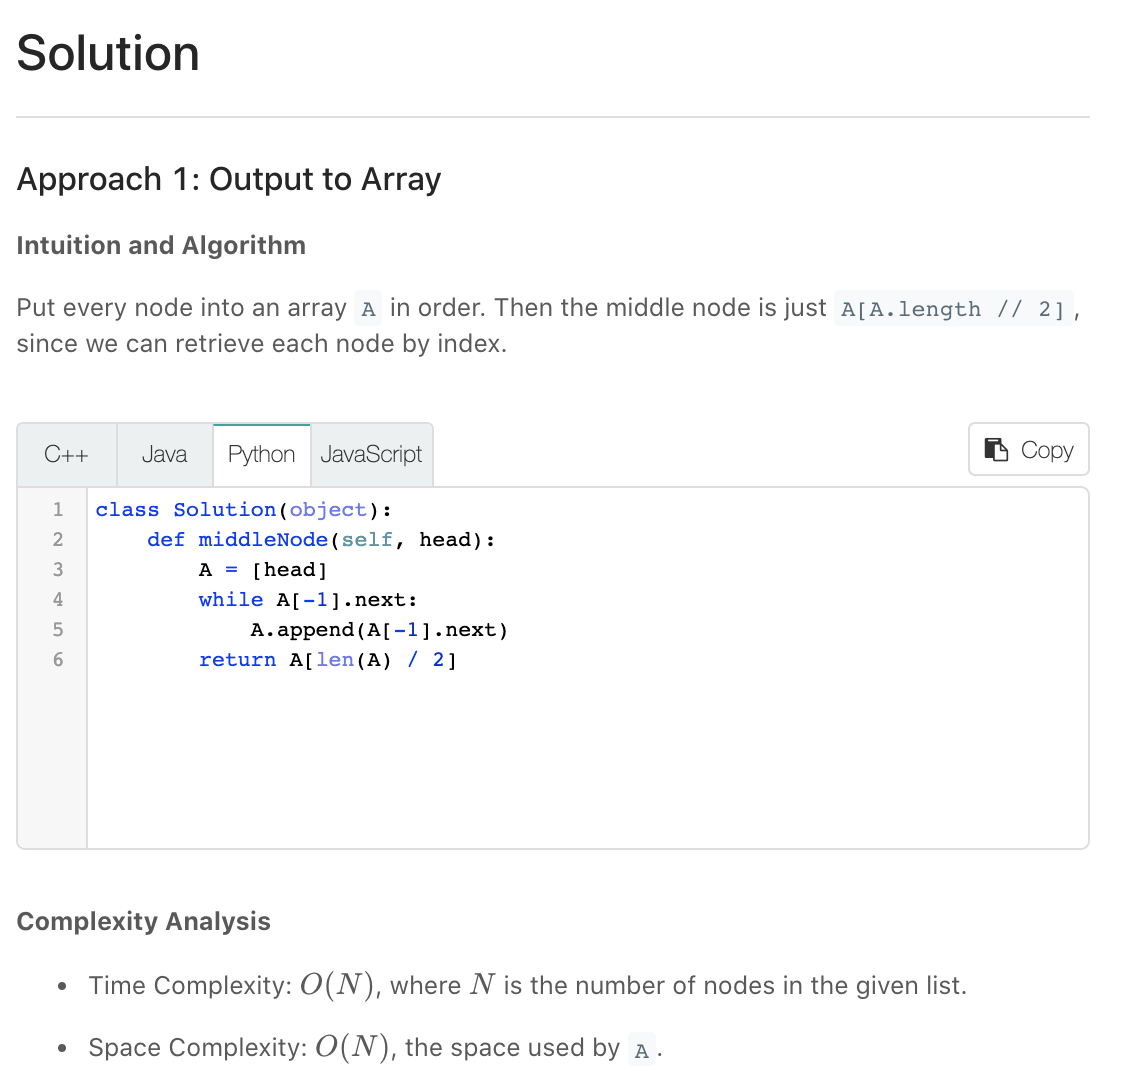 Solution
Approach 1: Output to Array
Intuition and Algorithm
Put every node into an array A in order. Then the middle node is just A[A.length // 2] ,
since we can retrieve each node by index.
C++ Java Python JavaScript Copy
1 class Solution(object):
2     def middleNode(self, head):
3         A = [head]
4         while A[-1].next:
5             A.append(A[-1].next)
6         return A[len(A) / 2]
Complexity Analysis
• Time Complexity: O(N), where N is the number of nodes in the given list.
• Space Complexity: O(N), the space used by A .